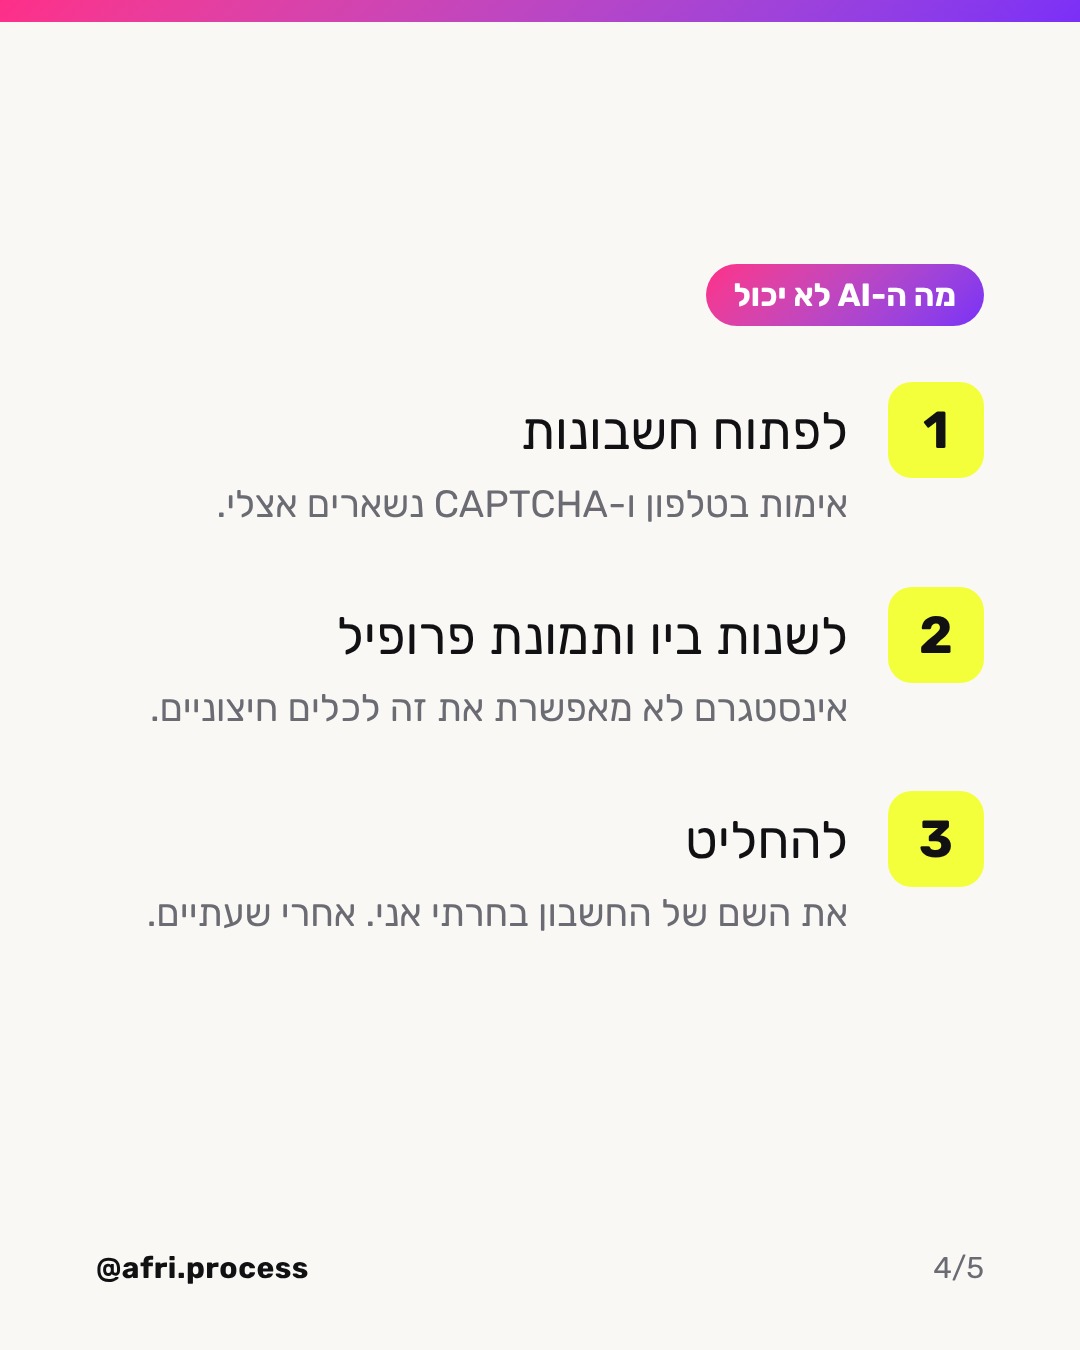 מה ה-AI לא יכול
1
לפתוח חשבונות
אימות בטלפון ו-CAPTCHA נשארים אצלי.
2
לשנות ביו ותמונת פרופיל
אינסטגרם לא מאפשרת את זה לכלים חיצוניים.
3
להחליט
את השם של החשבון בחרתי אני. אחרי שעתיים.
@afri.process
4/5